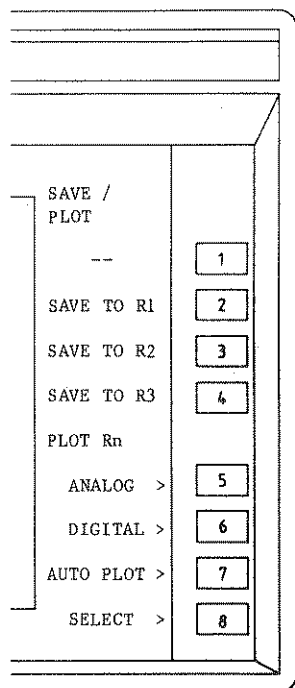 SAVE /
PLOT
--
1
SAVE TO R1
2
SAVE TO R2
3
SAVE TO R3
4
PLOT Rn
ANALOG >
5
DIGITAL >
6
AUTO PLOT >
7
SELECT >
8